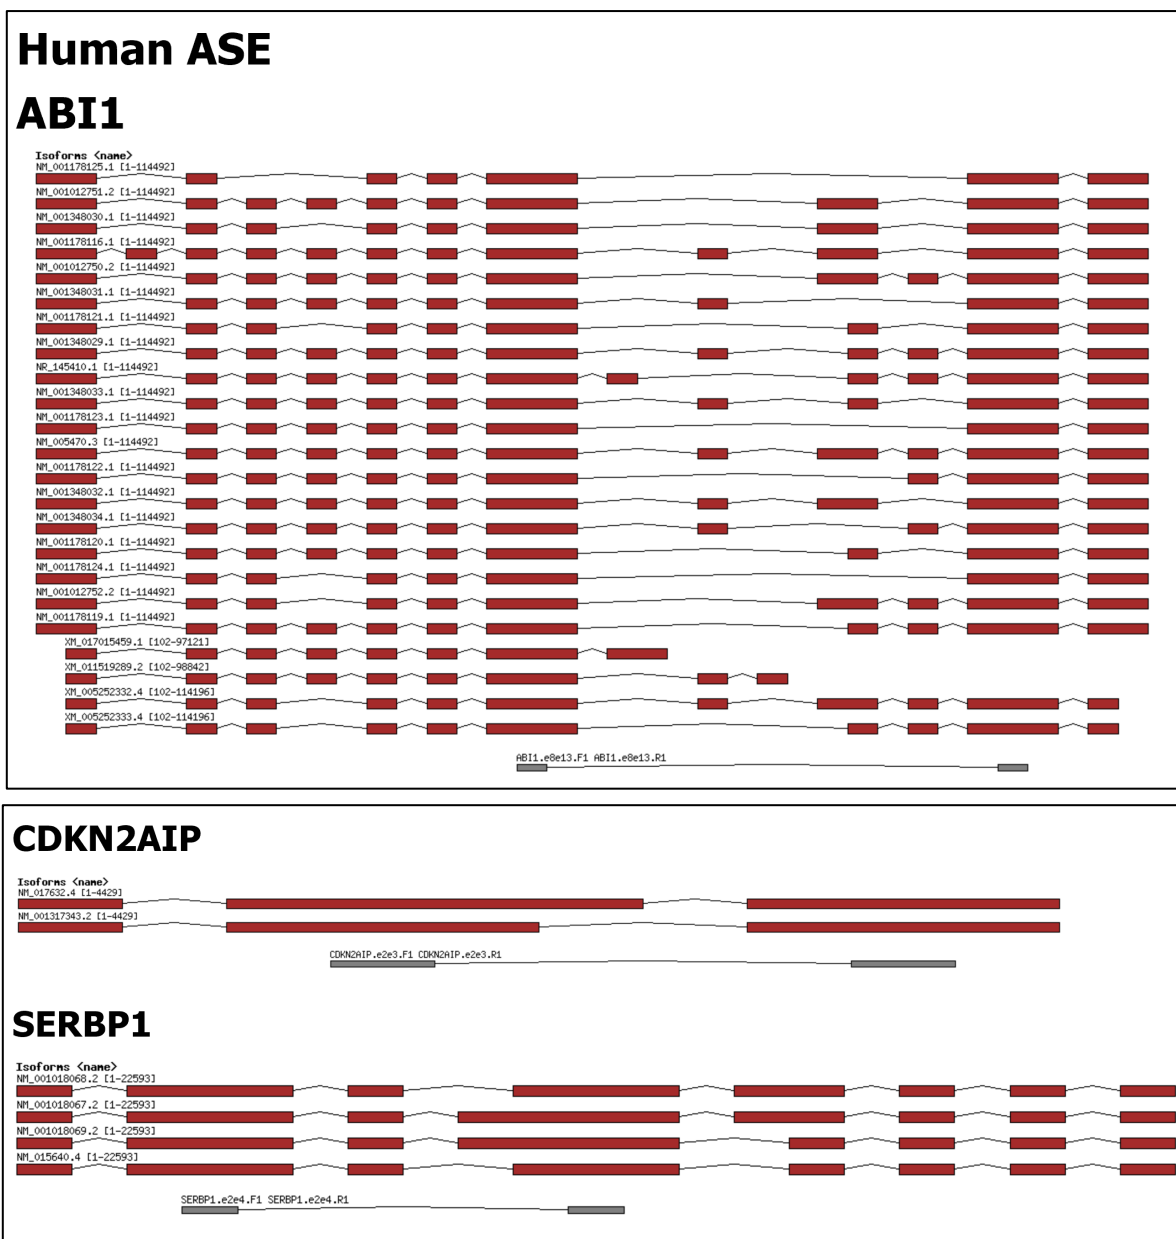 Human ASE
ABI1
Isoforms <name>
NM_001178125.1 [1-114492]
NM_001012751.2 [1-114492]
NM_001348030.1 [1-114492]
NM_001178116.1 [1-114492]
NM_001012750.2 [1-114492]
NM_001348031.1 [1-114492]
NM_001178121.1 [1-114492]
NM_001348029.1 [1-114492]
NR_145410.1 [1-114492]
NM_001348033.1 [1-114492]
NM_001178123.1 [1-114492]
NM_005470.3 [1-114492]
NM_001178122.1 [1-114492]
NM_001348032.1 [1-114492]
NM_001348034.1 [1-114492]
NM_001178120.1 [1-114492]
NM_001178124.1 [1-114492]
NM_001012752.2 [1-114492]
NM_001178119.1 [1-114492]
XM_017015459.1 [102-97121]
XM_011519289.2 [102-98842]
XM_005252332.4 [102-114196]
XM_005252333.4 [102-114196]
ABI1.e8e13.F1 ABI1.e8e13.R1
CDKN2AIP
Isoforms <name>
NM_017632.4 [1-4429]
NM_001317343.2 [1-4429]
CDKN2AIP.e2e3.F1 CDKN2AIP.e2e3.R1
SERBP1
Isoforms <name>
NM_001018068.2 [1-22593]
NM_001018067.2 [1-22593]
NM_001018069.2 [1-22593]
NM_015640.4 [1-22593]
SERBP1.e2e4.F1 SERBP1.e2e4.R1